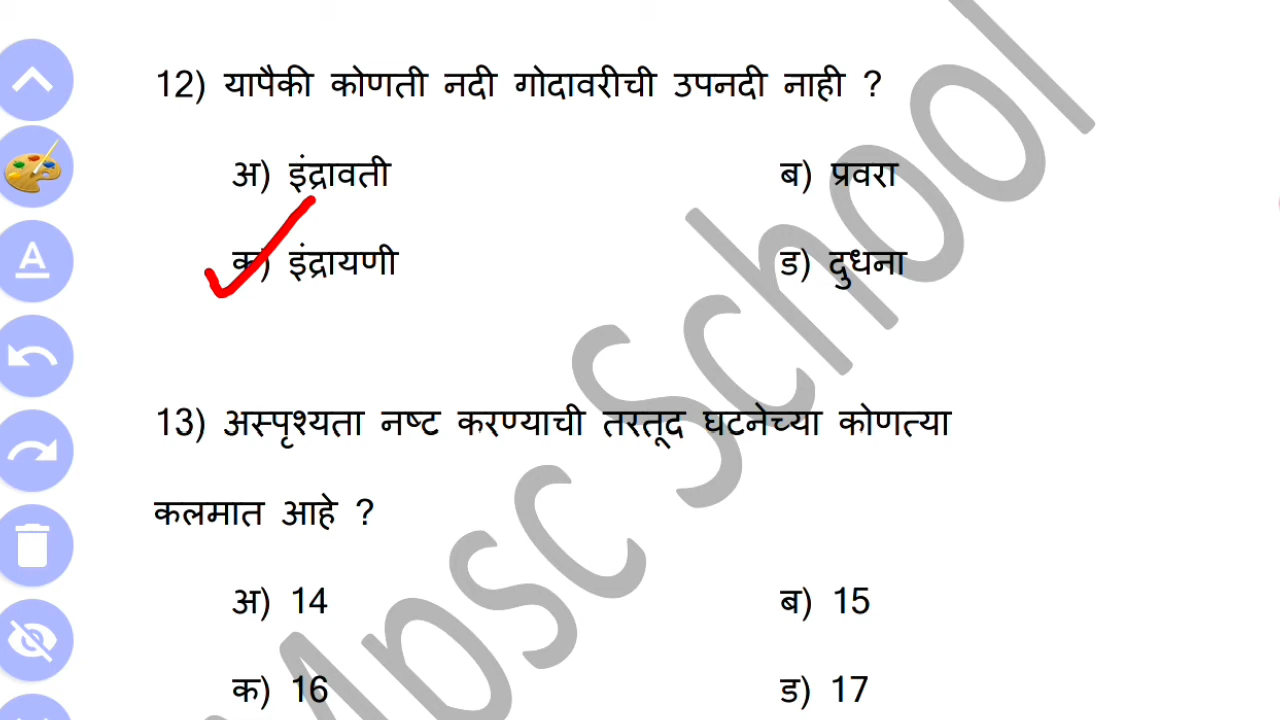 12) यापैकी कोणती नदी गोदावरीची उपनदी नाही ?
अ) इंद्रावती ब) प्रवरा
क) इंद्रायणी ड) दुधना
13) अस्पृश्यता नष्ट करण्याची तरतूद घटनेच्या कोणत्या
कलमात आहे ?
अ) 14 ब) 15
क) 16 ड) 17
Mpsc School
A